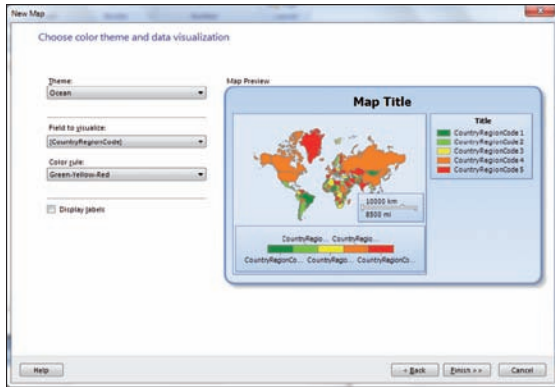 New Map
Choose color theme and data visualization
Theme:
Ocean
Field to visualize:
[CountryRegionCode]
Color rule:
Green-Yellow-Red
Display labels
Map Preview
Map Title
Title
CountryRegionCode 1
CountryRegionCode 2
CountryRegionCode 3
CountryRegionCode 4
CountryRegionCode 5
10000 km
8500 mi
CountryRegio... CountryRegio...
CountryRegionCo... CountryRegio... CountryRegionCo...
Help
< Back
Finish >>
Cancel